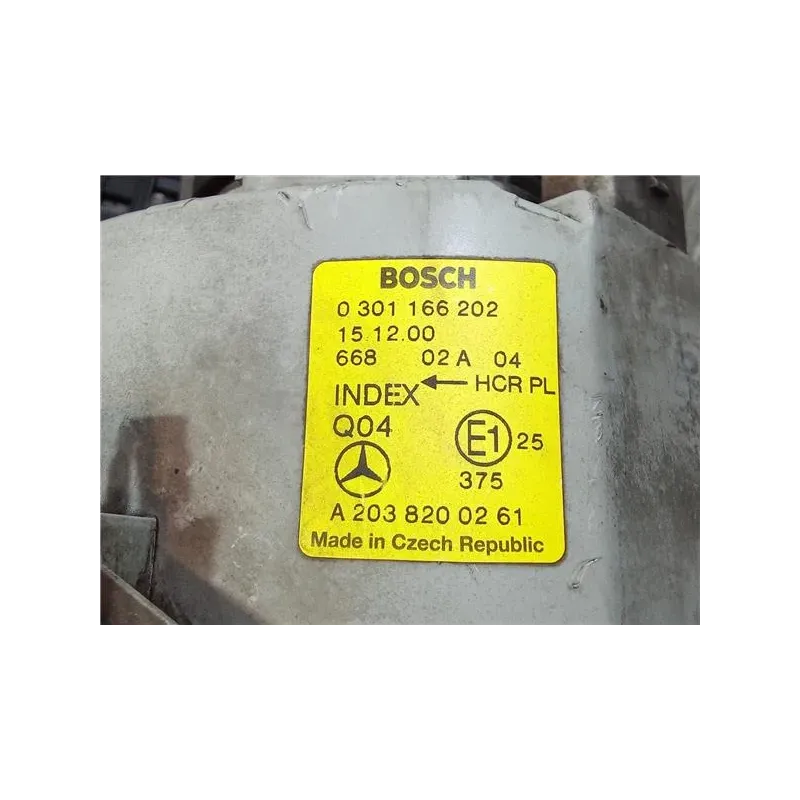 BOSCH
0 301 166 202
15.12.00
668 02 A 04
INDEX ← HCR PL
Q04
E1 25
375
A 203 820 02 61
Made in Czech Republic